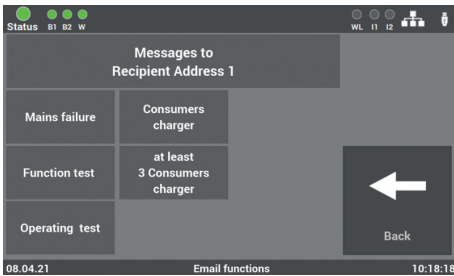 Status B1 B2 W WL I1 I2
Messages to
Recipient Address 1
Mains failure
Consumers
charger
Function test
at least
3 Consumers
charger
Operating test
Back
08.04.21 Email functions 10:18:18